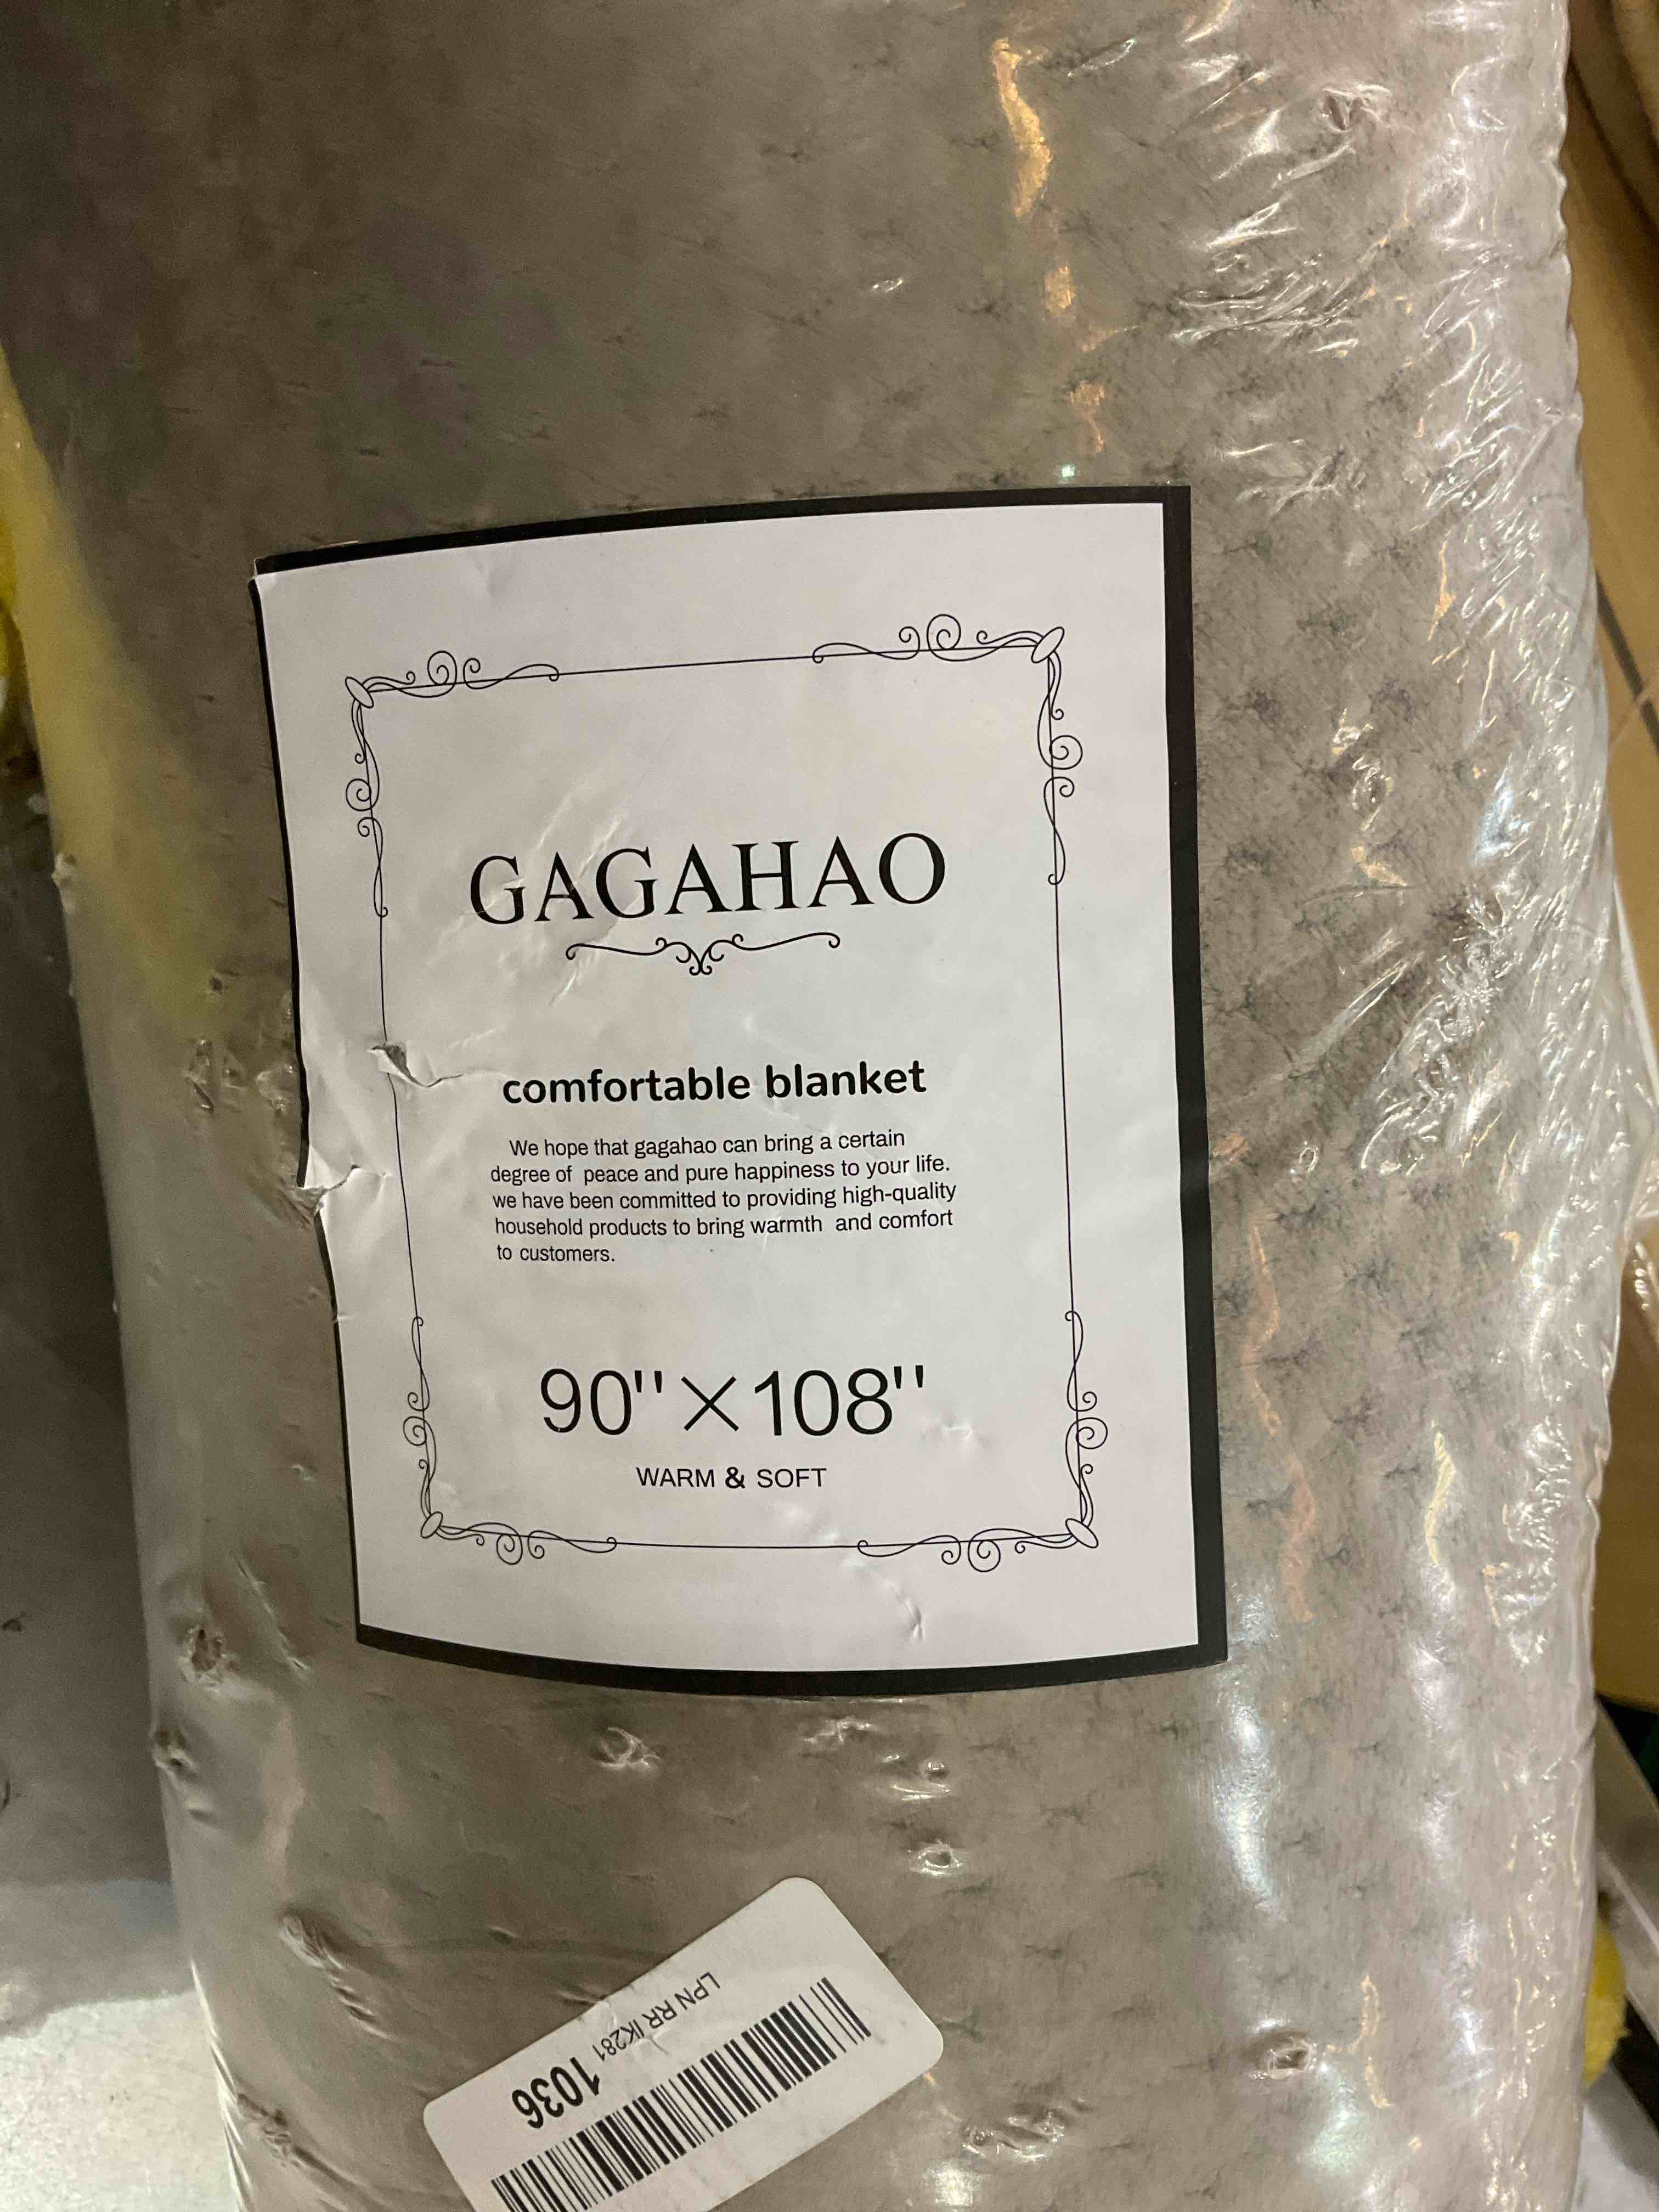 GAGAHAO
comfortable blanket
We hope that gagahao can bring a certain
degree of peace and pure happiness to your life.
we have been committed to providing high-quality
household products to bring warmth and comfort
to customers.
90"×108"
WARM & SOFT
LPN RR IK281 1036